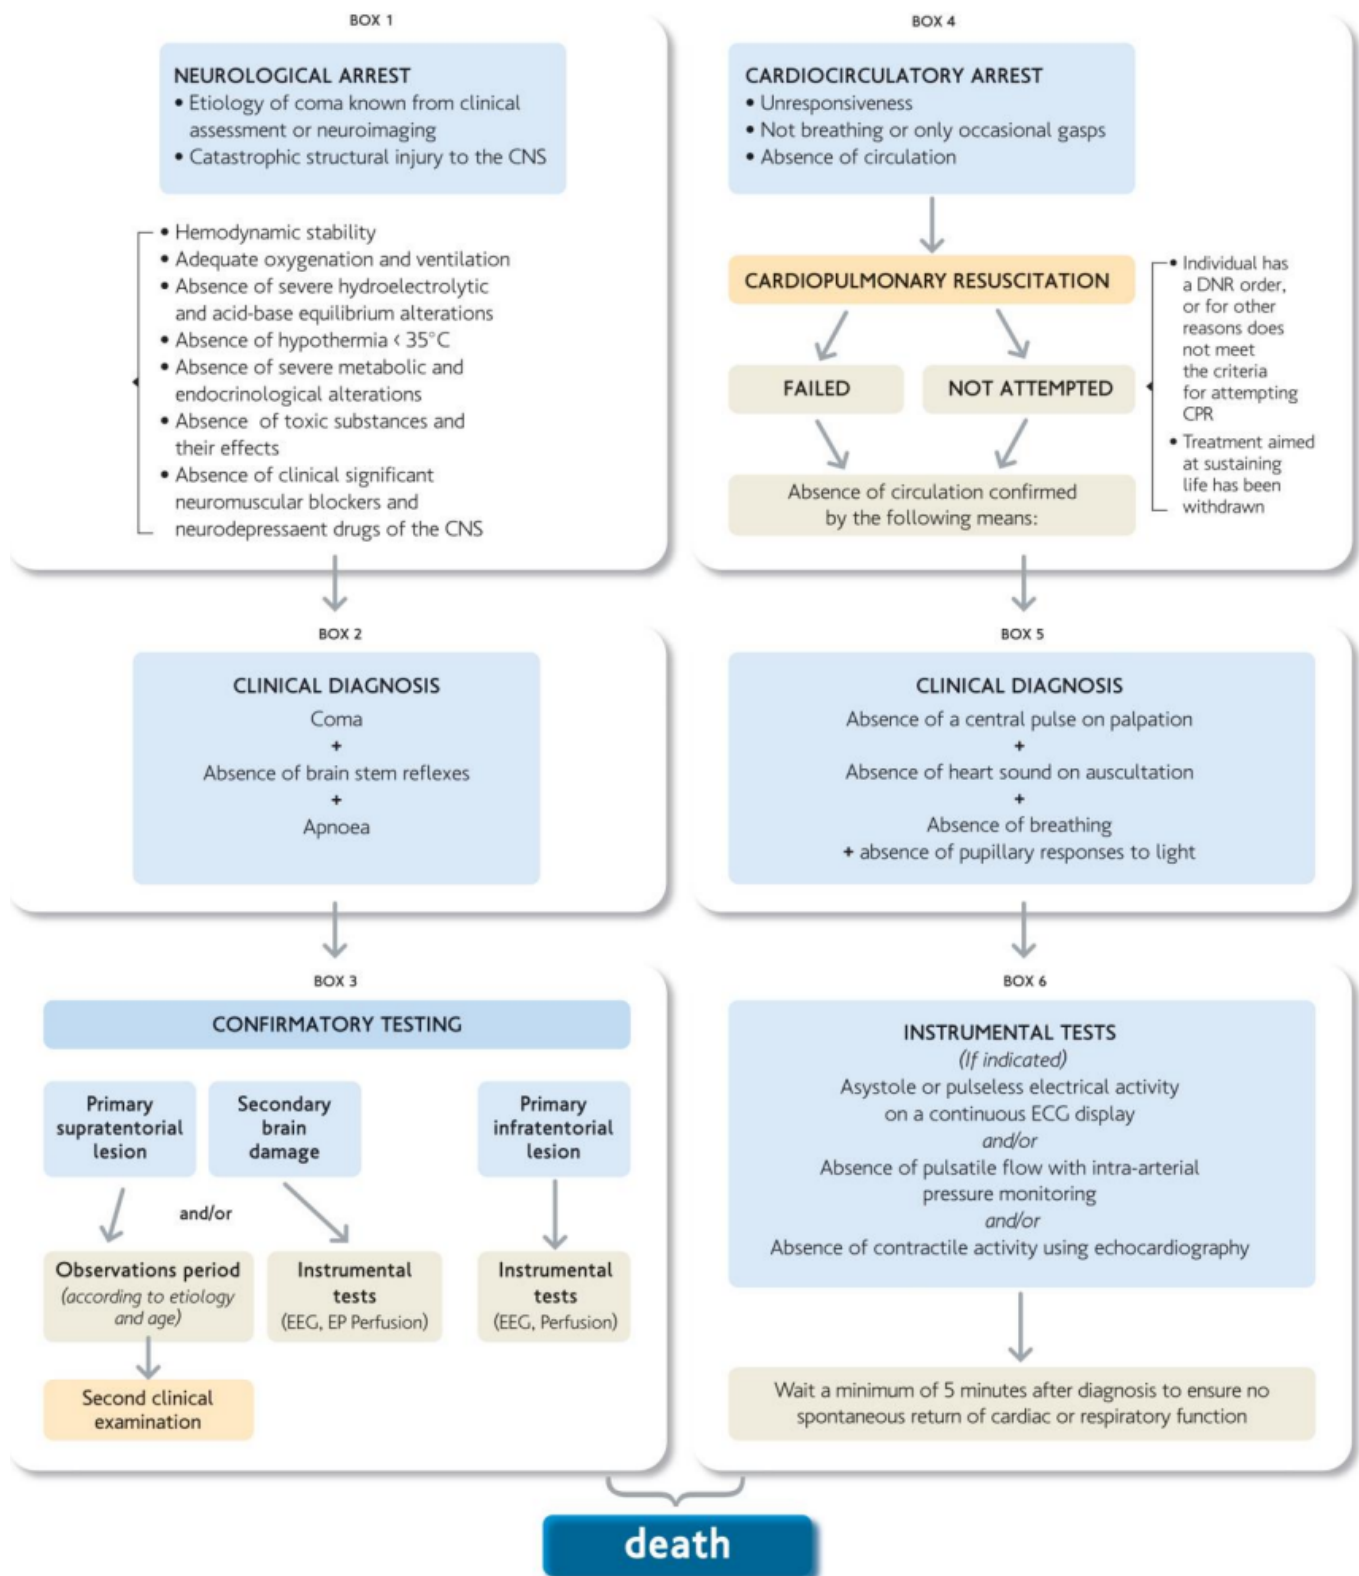 BOX 1
NEUROLOGICAL ARREST
• Etiology of coma known from clinical
assessment or neuroimaging
• Catastrophic structural injury to the CNS
• Hemodynamic stability
• Adequate oxygenation and ventilation
• Absence of severe hydroelectrolytic
and acid-base equilibrium alterations
• Absence of hypothermia < 35°C
• Absence of severe metabolic and
endocrinological alterations
• Absence of toxic substances and
their effects
• Absence of clinical significant
neuromuscular blockers and
neurodepressaent drugs of the CNS
BOX 2
CLINICAL DIAGNOSIS
Coma
+
Absence of brain stem reflexes
+
Apnoea
BOX 3
CONFIRMATORY TESTING
Primary
supratentorial
lesion
Secondary
brain
damage
Primary
infratentorial
lesion
and/or
Observations period
(according to etiology
and age)
Instrumental
tests
(EEG, EP Perfusion)
Instrumental
tests
(EEG, Perfusion)
Second clinical
examination
BOX 4
CARDIOCIRCULATORY ARREST
• Unresponsiveness
• Not breathing or only occasional gasps
• Absence of circulation
CARDIOPULMONARY RESUSCITATION
FAILED
NOT ATTEMPTED
• Individual has
a DNR order,
or for other
reasons does
not meet
the criteria
for attempting
CPR
• Treatment aimed
at sustaining
life has been
withdrawn
Absence of circulation confirmed
by the following means:
BOX 5
CLINICAL DIAGNOSIS
Absence of a central pulse on palpation
+
Absence of heart sound on auscultation
+
Absence of breathing
+ absence of pupillary responses to light
BOX 6
INSTRUMENTAL TESTS
(If indicated)
Asystole or pulseless electrical activity
on a continuous ECG display
and/or
Absence of pulsatile flow with intra-arterial
pressure monitoring
and/or
Absence of contractile activity using echocardiography
Wait a minimum of 5 minutes after diagnosis to ensure no
spontaneous return of cardiac or respiratory function
death